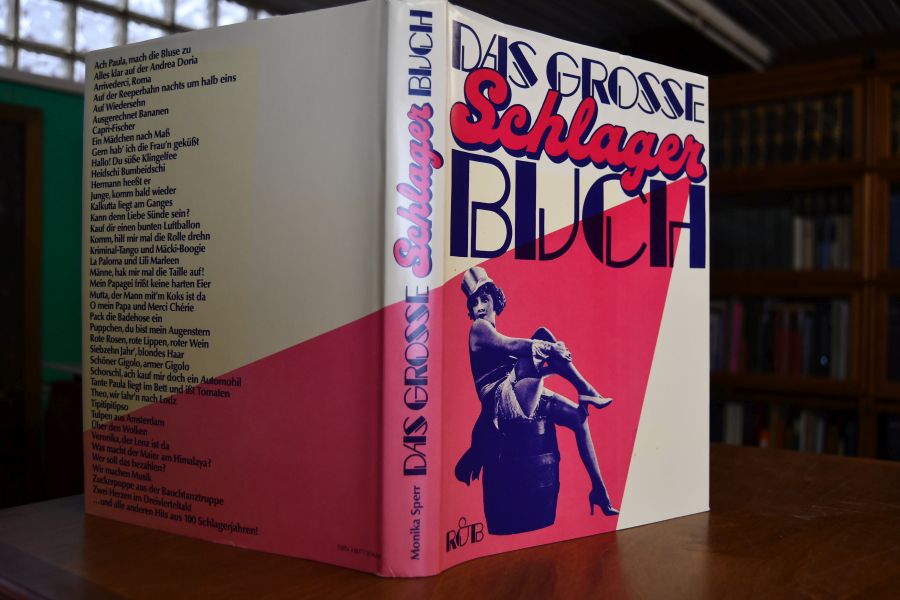 Ach Paula, mach die Bluse zu
Alles klar auf der Andrea Doria
Arrivederci, Roma
Auf der Reeperbahn nachts um halb eins
Auf Wiedersehn
Ausgerechnet Bananen
Capri-Fischer
Ein Mädchen nach Maß
Gern hab' ich die Frau'n geküßt
Hallo! Du süße Klingelfee
Heidschi Bumbeidschi
Hermann heeßt er
Junge, komm bald wieder
Kalkutta liegt am Ganges
Kann denn Liebe Sünde sein?
Kauf dir einen bunten Luftballon
Komm, hilf mir mal die Rolle drehn
Kriminal-Tango und Mäcki-Boogie
La Paloma und Lili Marleen
Männe, hak mir mal die Taille auf!
Mein Papagei frißt keine harten Eier
Mutta, der Mann mit'm Koks ist da
O mein Papa und Merci Chérie
Pack die Badehose ein
Puppchen, du bist mein Augenstern
Rote Rosen, rote Lippen, roter Wein
Siebzehn Jahr', blondes Haar
Schöner Gigolo, armer Gigolo
Schorschl, ach kauf mir doch ein Automobil
Tante Paula liegt im Bett und ißt Tomaten
Theo, wir fahr'n nach Lodz
Tipitipitipso
Tulpen aus Amsterdam
Über den Wolken
Veronika, der Lenz ist da
Was macht der Maier am Himalaya?
Wer soll das bezahlen?
Wir machen Musik
Zuckerpuppe aus der Bauchtanztruppe
Zwei Herzen im Dreivierteltakt
...und alle anderen Hits aus 100 Schlagerjahren!
ISBN
Monika Sperr DAS GROSSE Schlager BUCH
DAS GROSSE
Schlager
BUCH
R&B